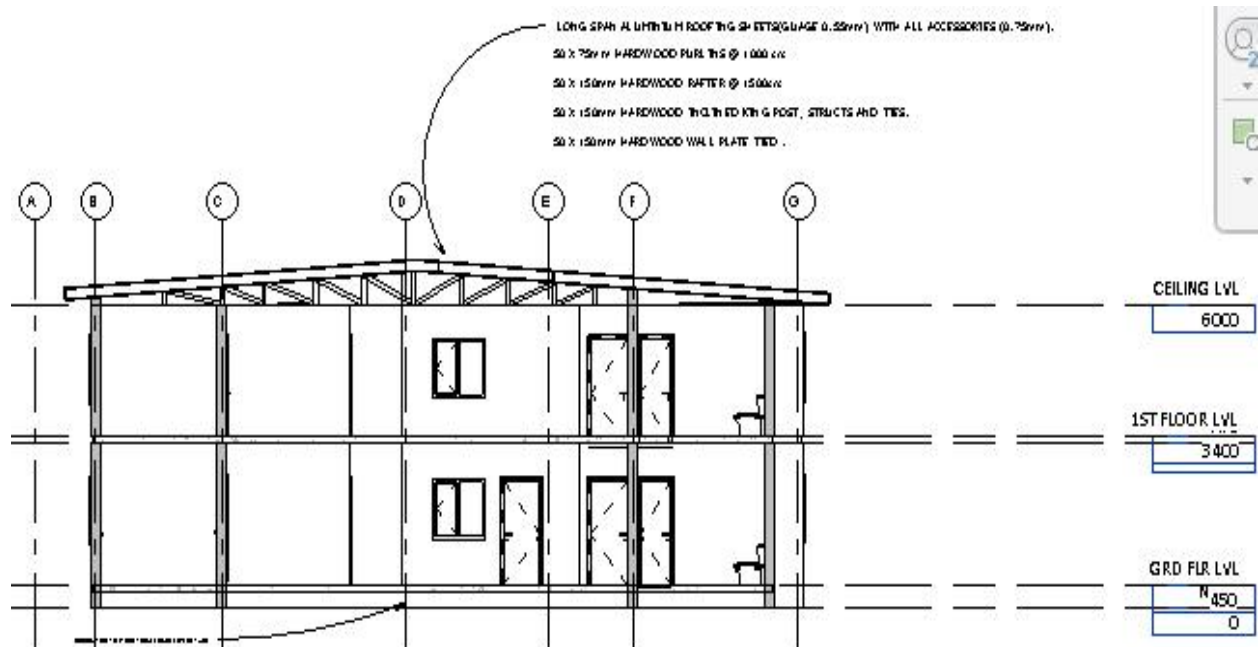 LONG SPAN ALUMINIUM ROOFING SHEETS(GUAGE 0.55mm) WITH ALL ACCESSORIES (0.75mm).
50 X 75mm HARDWOOD PURLINS @ 1000 c/c
50 X 150mm HARDWOOD RAFTER @ 1500c/c
50 X 150mm HARDWOOD INCLINED KING POST, STRUCTS AND TIES.
50 X 150mm HARDWOOD WALL PLATE TIED.
A B C D E F G
CEILING LVL
6000
1ST FLOOR LVL
3400
GRD FLR LVL
450
0
2